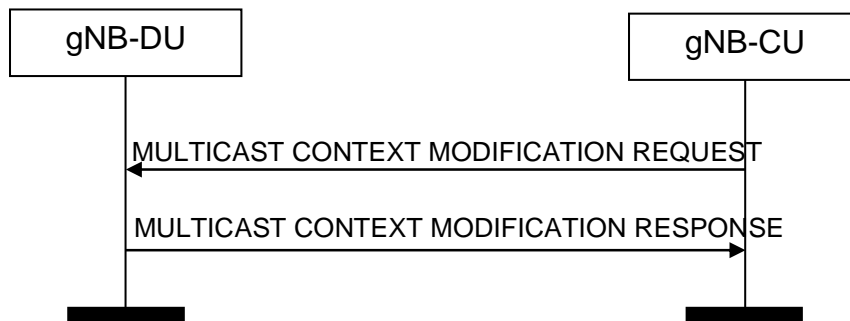 gNB-DU
gNB-CU
MULTICAST CONTEXT MODIFICATION REQUEST
MULTICAST CONTEXT MODIFICATION RESPONSE